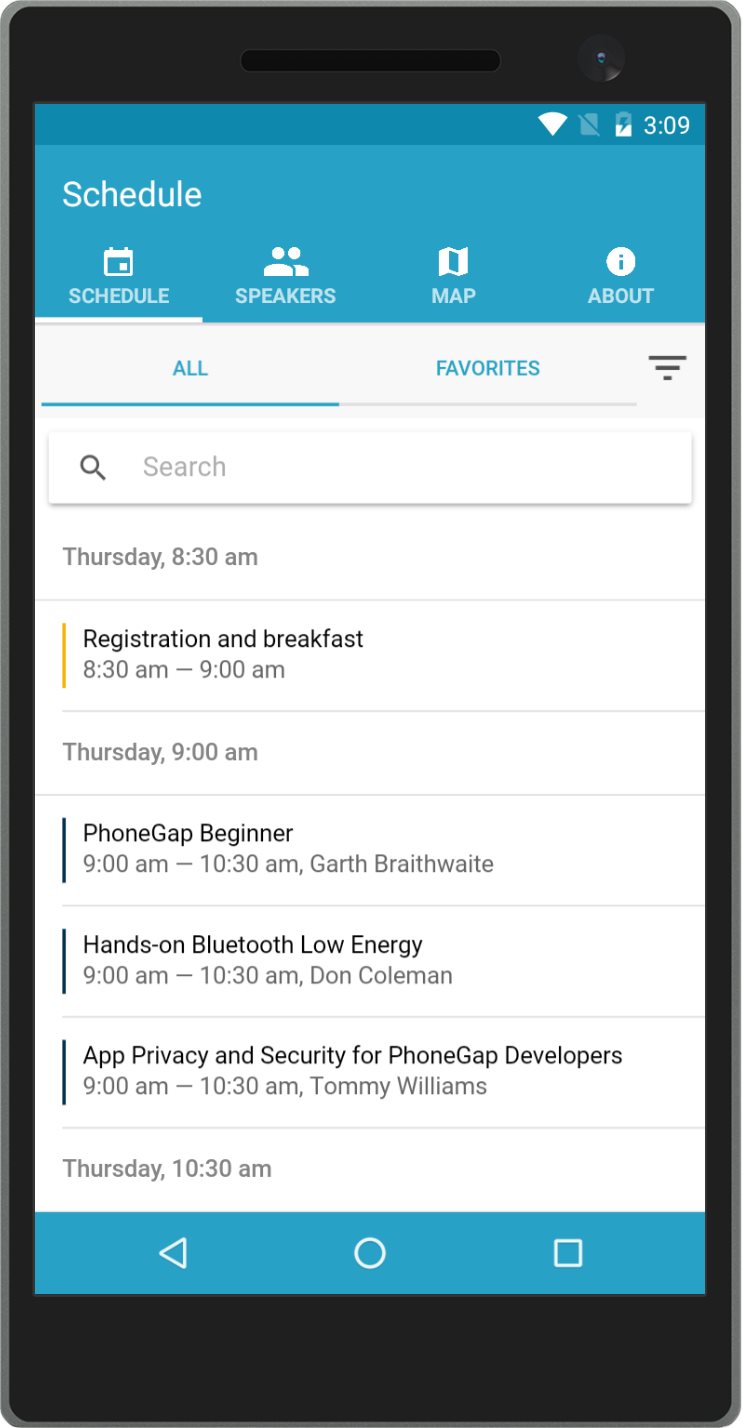 3:09
Schedule
SCHEDULE SPEAKERS MAP ABOUT
ALL FAVORITES
Search
Thursday, 8:30 am
Registration and breakfast
8:30 am — 9:00 am
Thursday, 9:00 am
PhoneGap Beginner
9:00 am — 10:30 am, Garth Braithwaite
Hands-on Bluetooth Low Energy
9:00 am — 10:30 am, Don Coleman
App Privacy and Security for PhoneGap Developers
9:00 am — 10:30 am, Tommy Williams
Thursday, 10:30 am